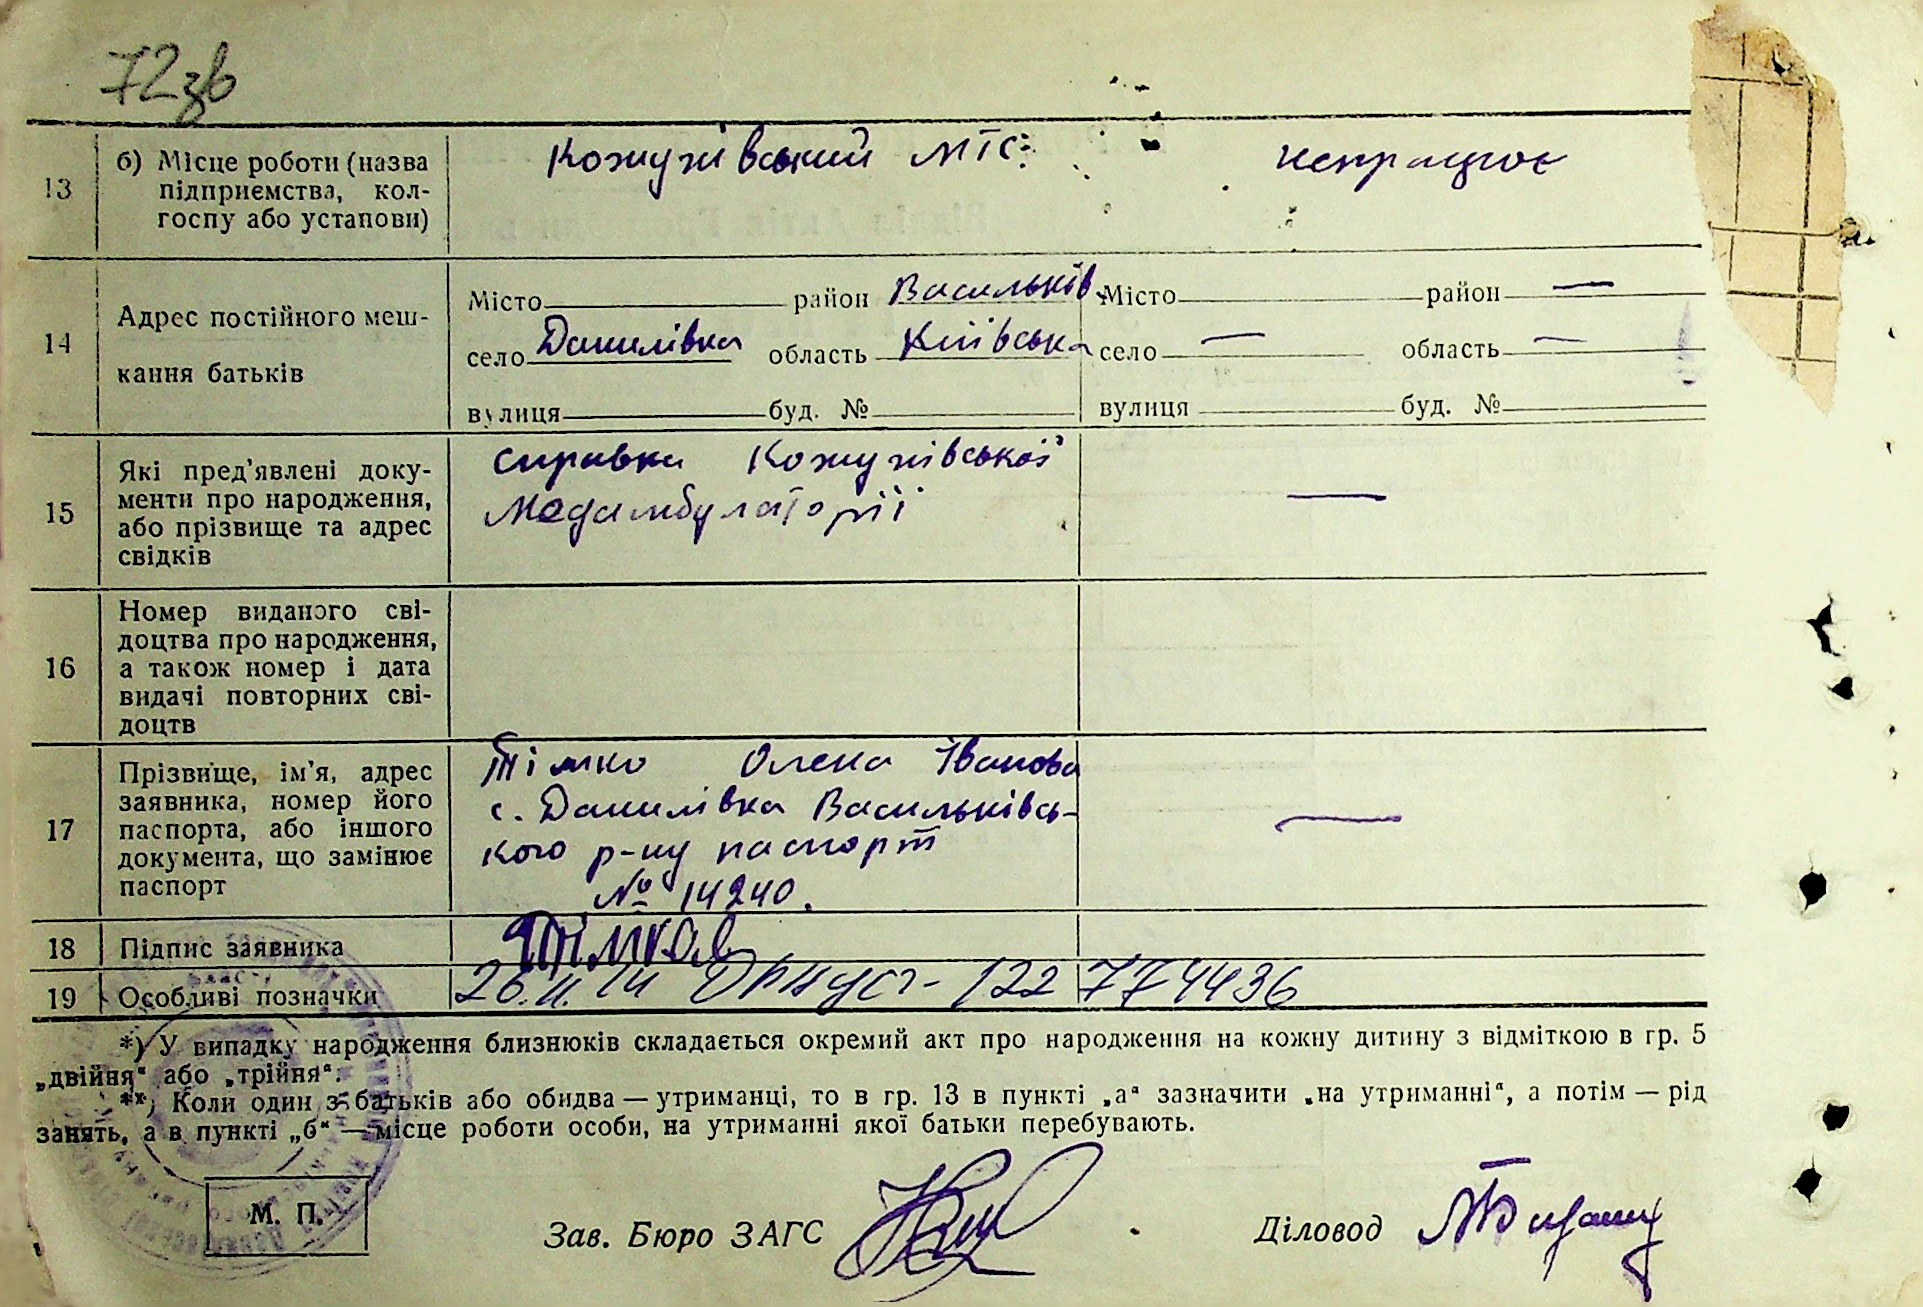 72зв
13
б) Місце роботи (назва
підприємства, кол-
госпу або установи)
Кожухівський МТС
непрацює
14
Адрес постійного меш-
кання батьків
Місто район Васильків.
село Данилівка область Київська
вулиця буд. №
Місто район —
село — область —
вулиця буд. №
15
Які пред'явлені доку-
менти про народження,
або прізвище та адрес
свідків
справка Кожухівської
Медамбулаторії
—
16
Номер виданого сві-
доцтва про народження,
а також номер і дата
видачі повторних сві-
доцтв
17
Прізвище, ім'я, адрес
заявника, номер його
паспорта, або іншого
документа, що замінює
паспорт
Тімко Олена Іванова
с. Данилівка Васильківсь-
кого р-ну паспорт
№ 14240.
—
18
Підпис заявника
19
Особливі позначки
122 774436
*) У випадку народження близнюків складається окремий акт про народження на кожну дитину з відміткою в гр. 5
„двійня“ або „трійня“.
**) Коли один з батьків або обидва — утриманці, то в гр. 13 в пункті „а“ зазначити „на утриманні“, а потім — рід
занять, а в пункті „б“ — місце роботи особи, на утриманні якої батьки перебувають.
М. П.
Зав. Бюро ЗАГС
Діловод